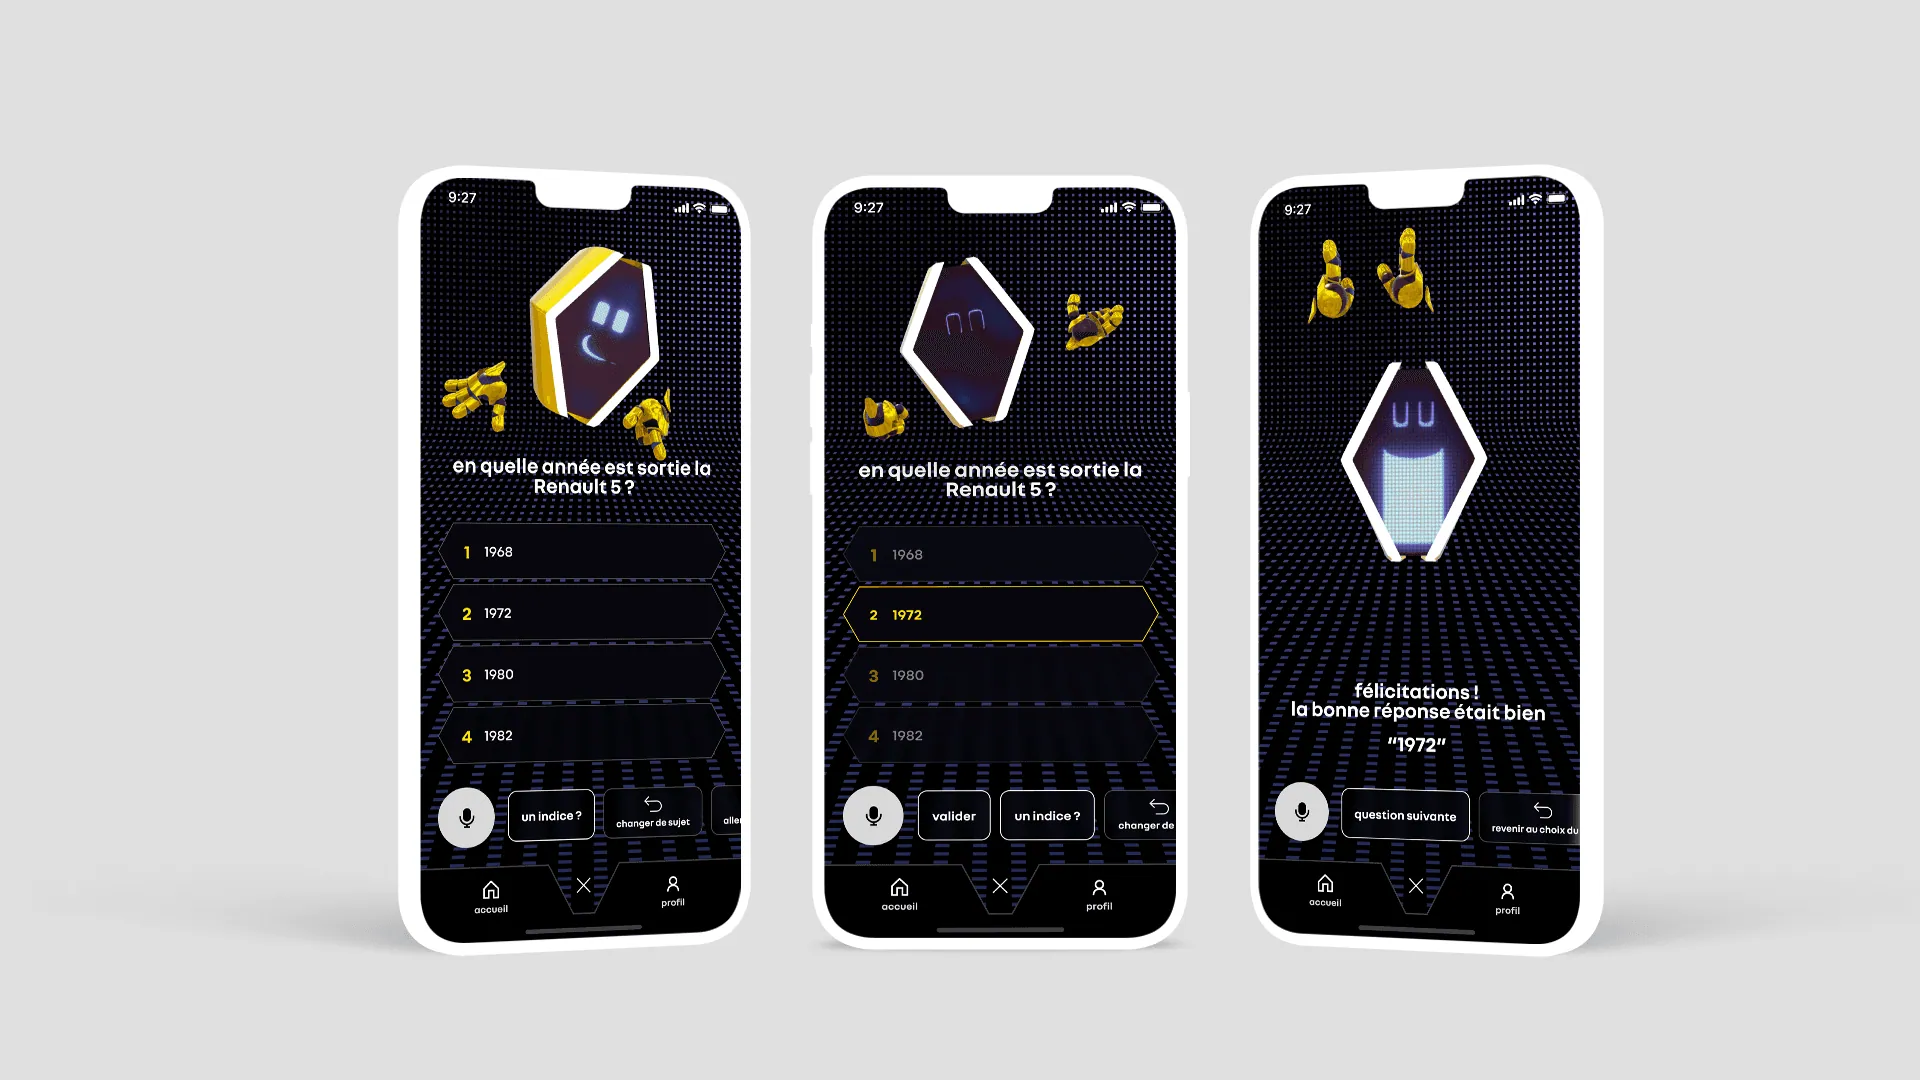 9:27
en quelle année est sortie la
Renault 5 ?
1 1968
2 1972
3 1980
4 1982
un indice ?
changer de sujet
aller
accueil
profil
9:27
en quelle année est sortie la
Renault 5 ?
1 1968
2 1972
3 1980
4 1982
valider
un indice ?
changer de
accueil
profil
9:27
félicitations !
la bonne réponse était bien
“1972”
question suivante
revenir au choix du
accueil
profil